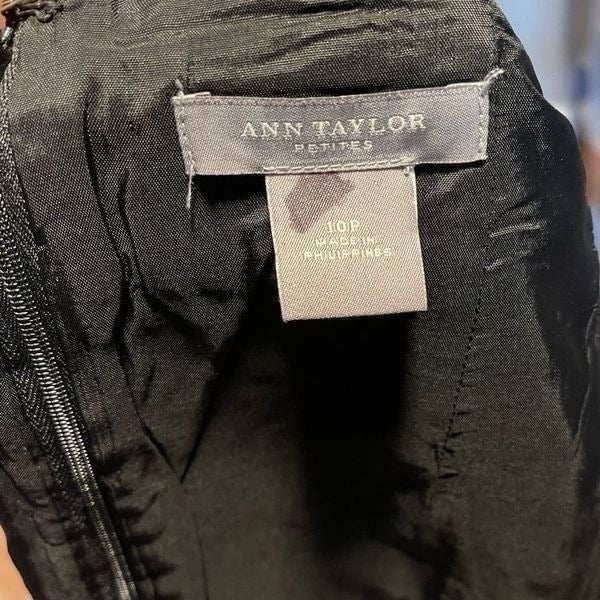 ANN TAYLOR
PETITES
10P
MADE IN
PHILIPPINES